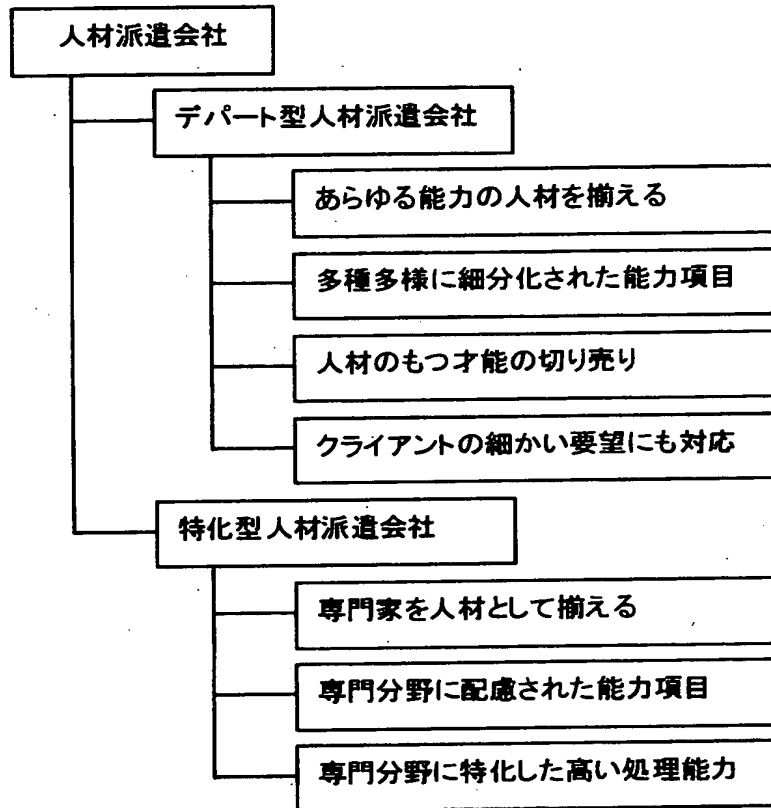 人材派遣会社
デパート型人材派遣会社
あらゆる能力の人材を揃える
多種多様に細分化された能力項目
人材のもつ才能の切り売り
クライアントの細かい要望にも対応
特化型人材派遣会社
専門家を人材として揃える
専門分野に配慮された能力項目
専門分野に特化した高い処理能力